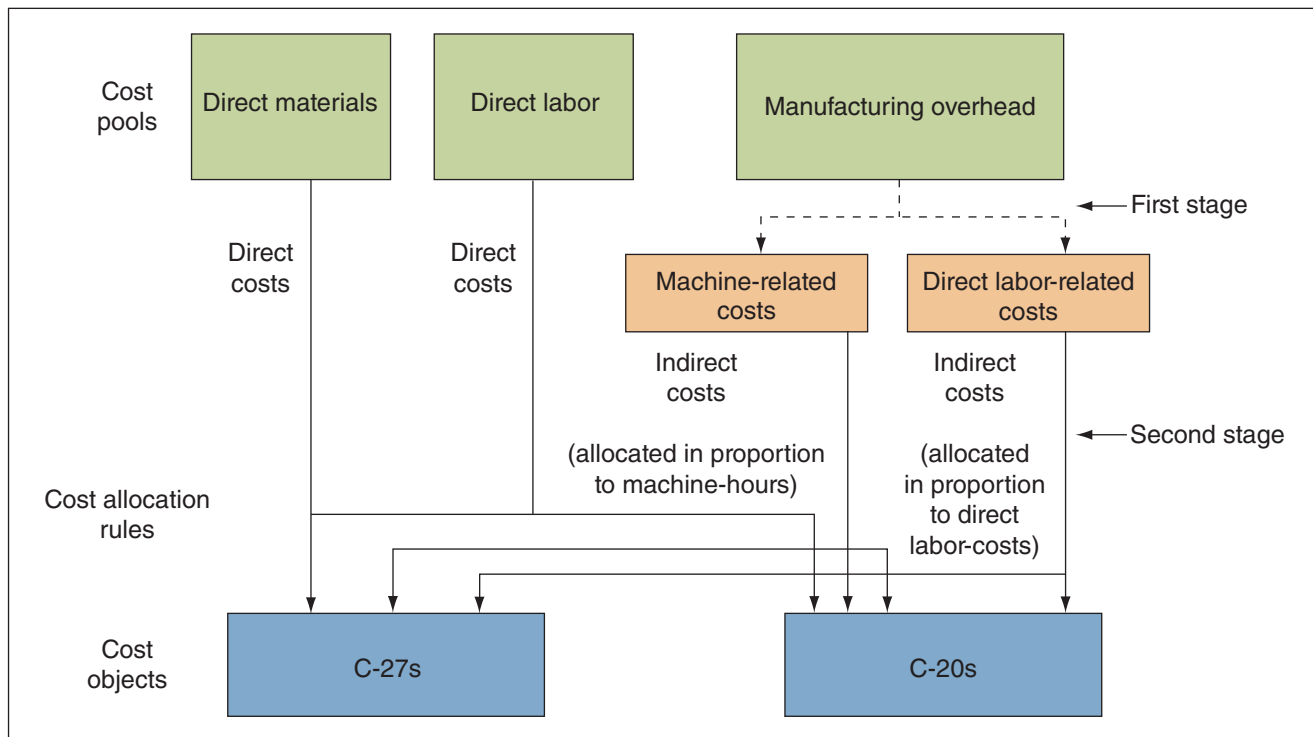 Cost
pools
Direct materials
Direct labor
Manufacturing overhead
First stage
Direct
costs
Direct
costs
Machine-related
costs
Direct labor-related
costs
Indirect
costs
Indirect
costs
Second stage
(allocated in proportion
to machine-hours)
(allocated
in proportion
to direct
labor-costs)
Cost allocation
rules
Cost
objects
C-27s
C-20s